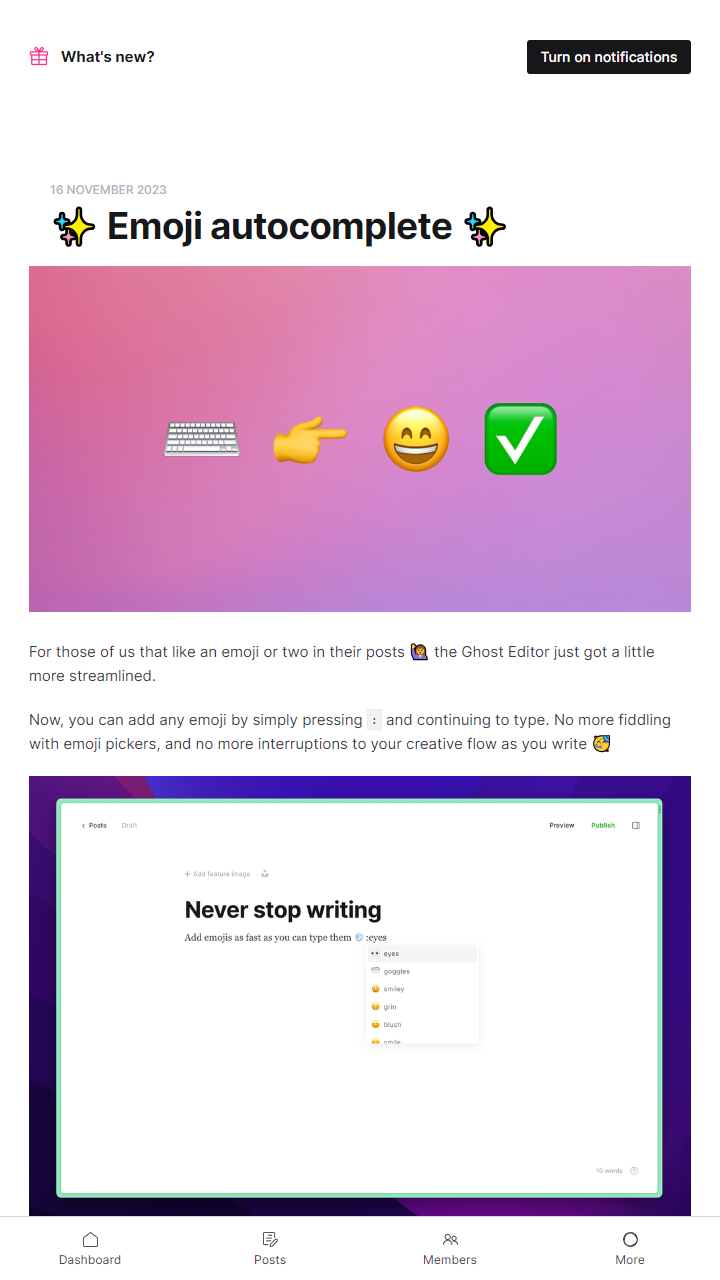 What's new?
Turn on notifications
16 NOVEMBER 2023
✨ Emoji autocomplete ✨
For those of us that like an emoji or two in their posts 🙋🏽‍♀️ the Ghost Editor just got a little
more streamlined.
Now, you can add any emoji by simply pressing : and continuing to type. No more fiddling
with emoji pickers, and no more interruptions to your creative flow as you write 🥳
‹ Posts
Draft
Preview
Publish
+ Add feature image
Never stop writing
Add emojis as fast as you can type them 💨 :eyes
eyes
goggles
smiley
grin
blush
smile
10 words
Dashboard
Posts
Members
More